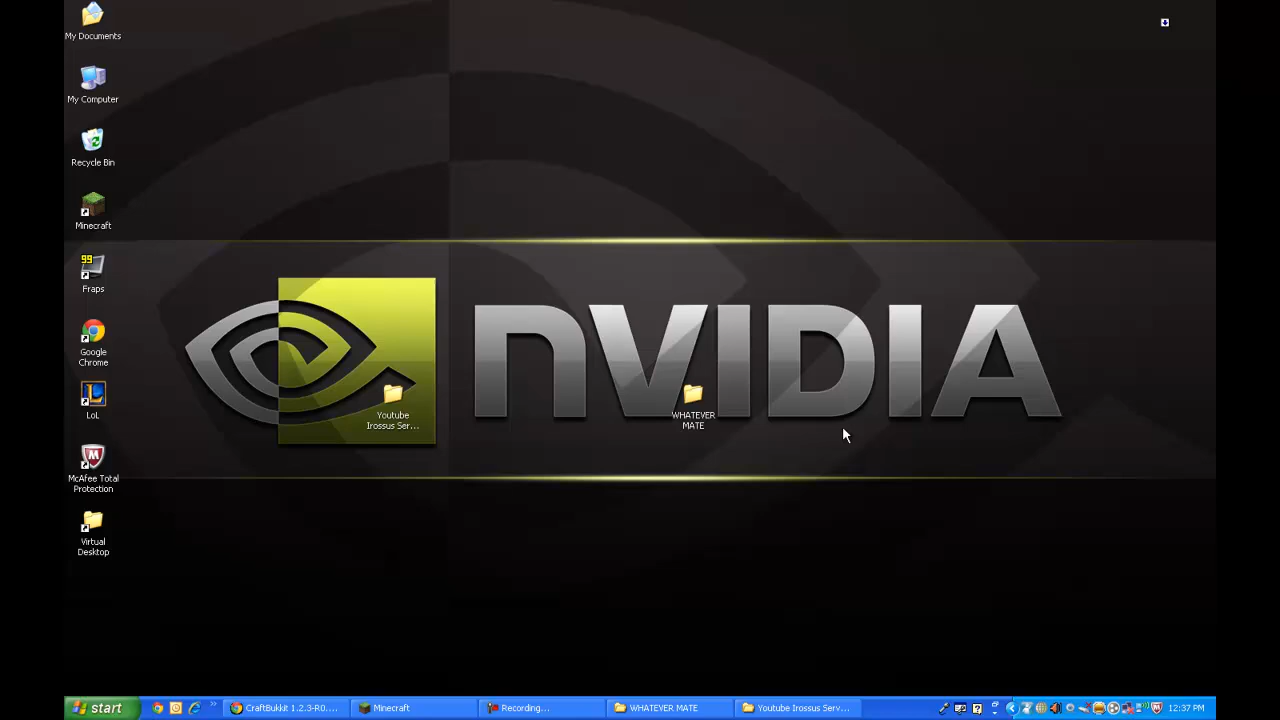 My Documents
My Computer
Recycle Bin
Minecraft
99
Fraps
Google
Chrome
LoL
McAfee Total
Protection
Virtual
Desktop
nVIDIA
Youtube
Irossus Ser...
WHATEVER
MATE
start
CraftBukkit 1.2.3-R0....
Minecraft
Recording...
WHATEVER MATE
Youtube Irossus Serv...
12:37 PM